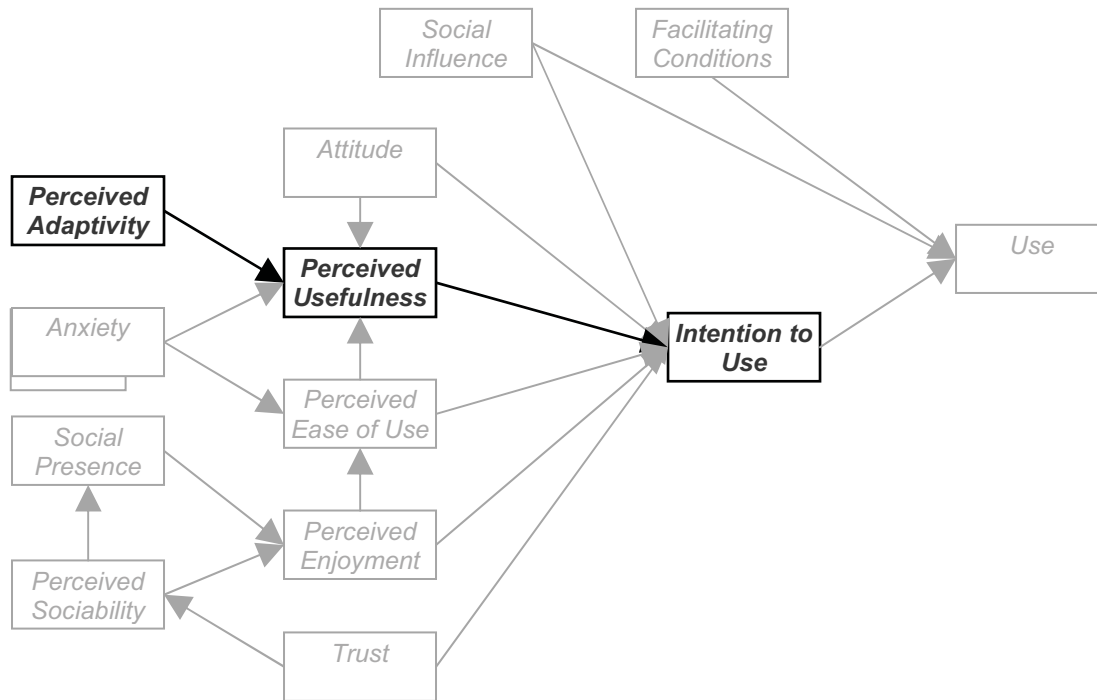 Social
Influence
Facilitating
Conditions
Attitude
Perceived
Adaptivity
Use
Perceived
Usefulness
Anxiety
Intention to
Use
Perceived
Ease of Use
Social
Presence
Perceived
Enjoyment
Perceived
Sociability
Trust